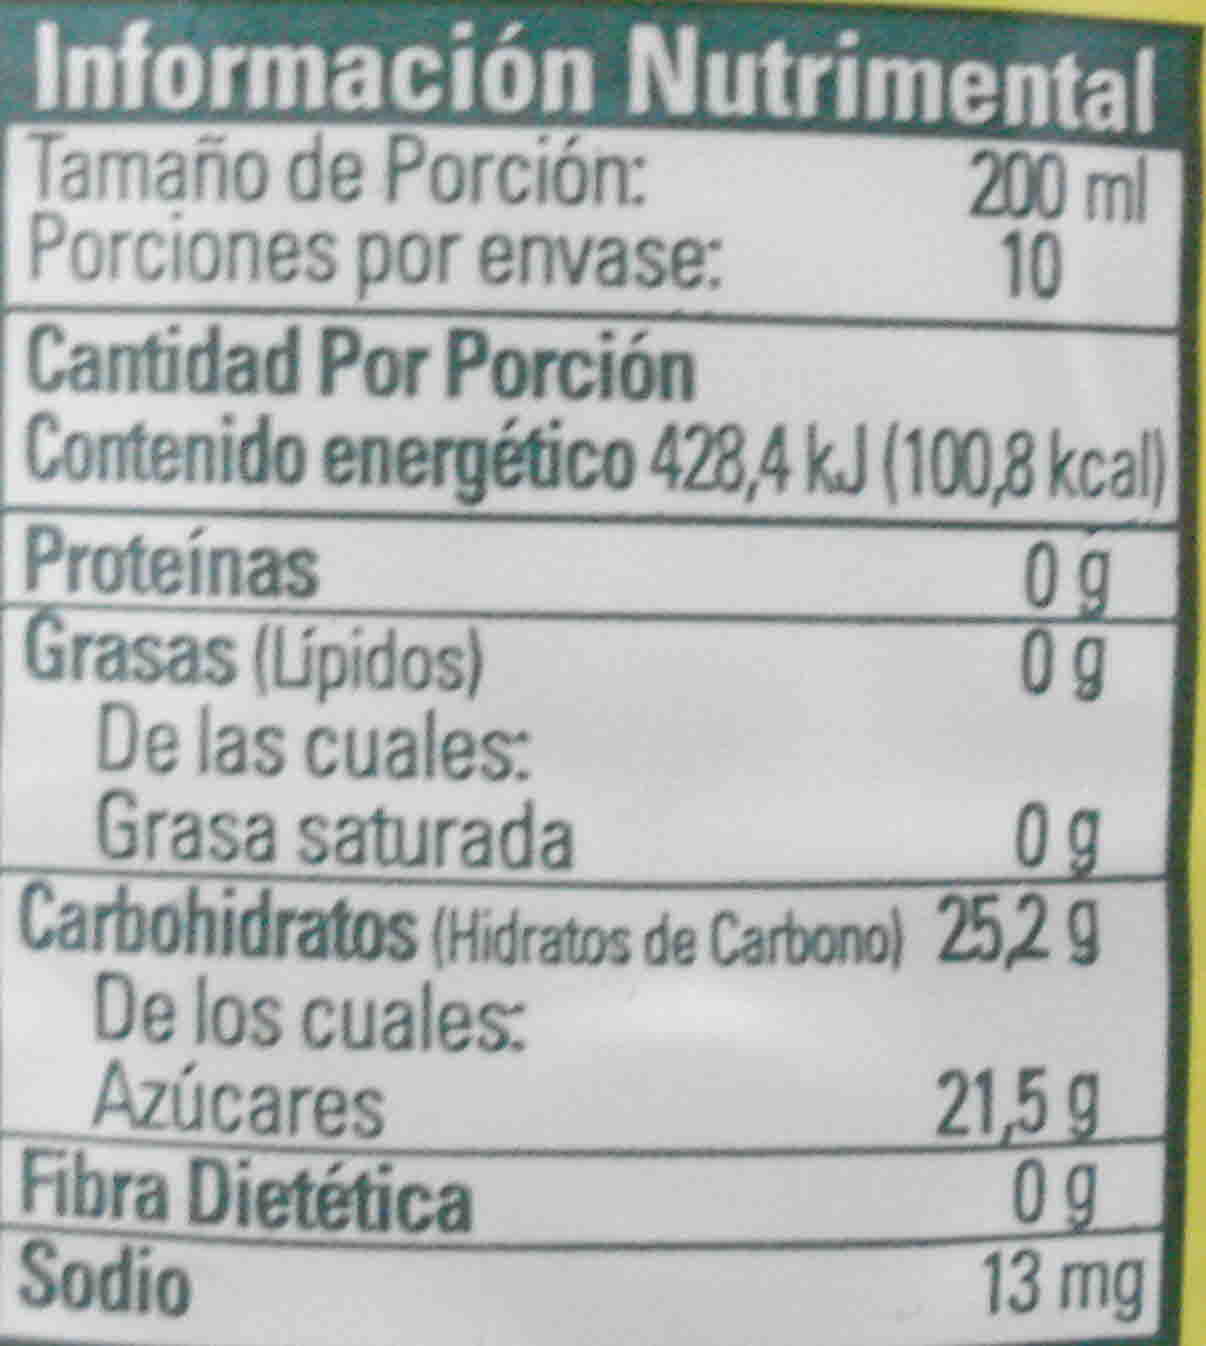 Información Nutrimental
Tamaño de Porción: 200 ml
Porciones por envase: 10
Cantidad Por Porción
Contenido energético 428,4 kJ (100,8 kcal)
Proteínas 0 g
Grasas (Lípidos) 0 g
De las cuales:
Grasa saturada 0 g
Carbohidratos (Hidratos de Carbono) 25,2 g
De los cuales:
Azúcares 21,5 g
Fibra Dietética 0 g
Sodio 13 mg